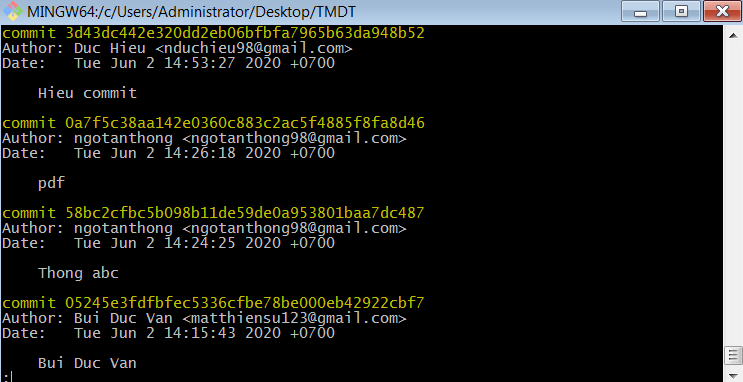 MINGW64:/c/Users/Administrator/Desktop/TMDT
commit 3d43dc442e320dd2eb06bfbfa7965b63da948b52
Author: Duc Hieu <nduchieu98@gmail.com>
Date:   Tue Jun 2 14:53:27 2020 +0700
    Hieu commit
commit 0a7f5c38aa142e0360c883c2ac5f4885f8fa8d46
Author: ngotanthong <ngotanthong98@gmail.com>
Date:   Tue Jun 2 14:26:18 2020 +0700
    pdf
commit 58bc2cfbc5b098b11de59de0a953801baa7dc487
Author: ngotanthong <ngotanthong98@gmail.com>
Date:   Tue Jun 2 14:24:25 2020 +0700
    Thong abc
commit 05245e3fdfbfec5336cfbe78be000eb42922cbf7
Author: Bui Duc Van <matthiensu123@gmail.com>
Date:   Tue Jun 2 14:15:43 2020 +0700
    Bui Duc Van
: